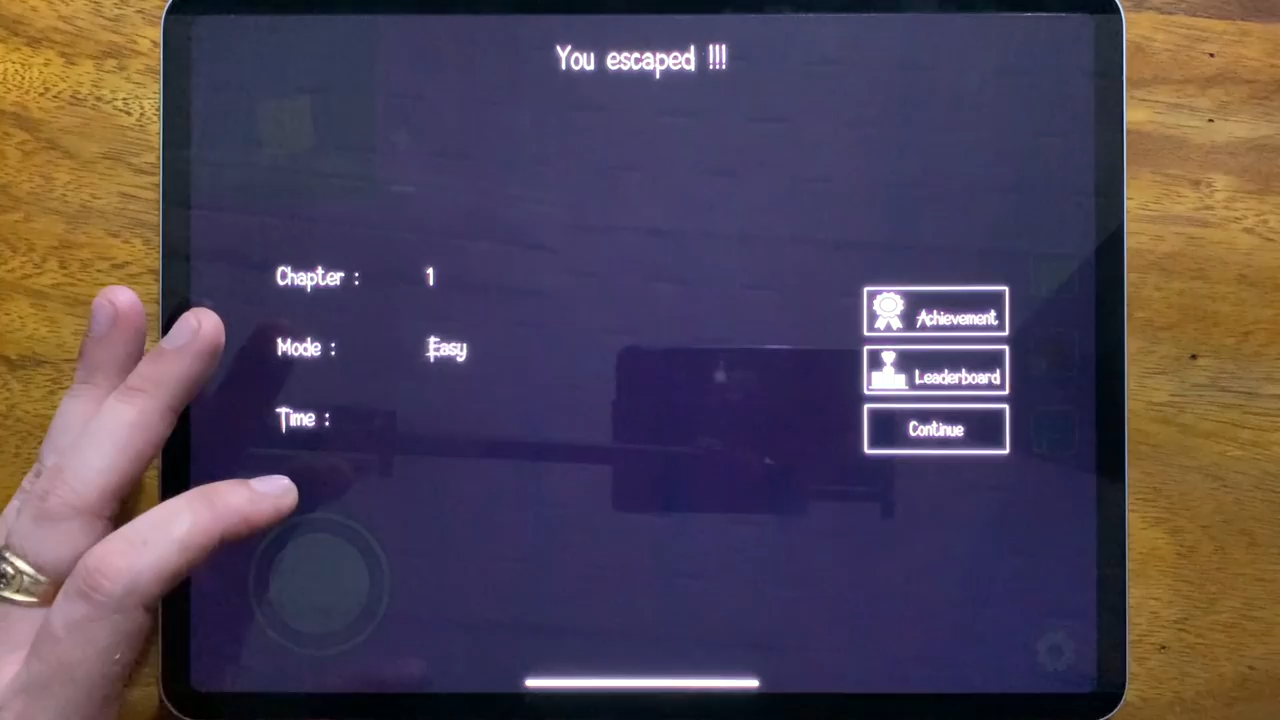 You escaped !!!
Chapter : 1
Mode : Easy
Time :
Achievement
Leaderboard
Continue